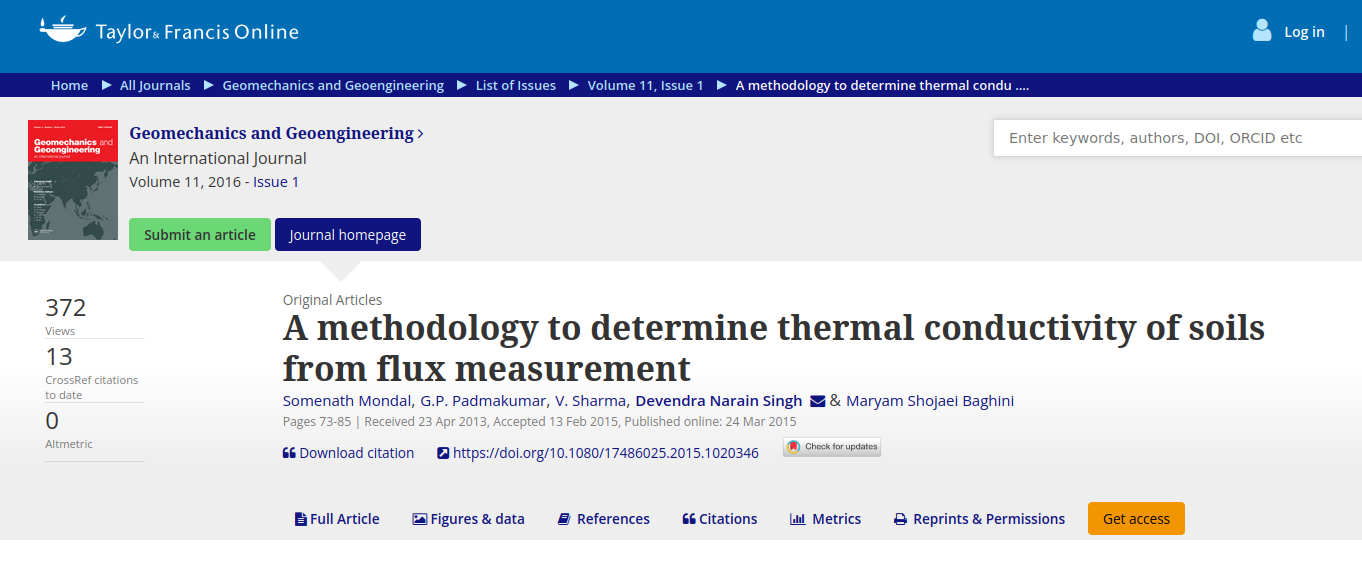 Taylor & Francis Online
Log in |
Home ▶ All Journals ▶ Geomechanics and Geoengineering ▶ List of Issues ▶ Volume 11, Issue 1 ▶ A methodology to determine thermal condu ....
Geomechanics and
Geoengineering
Geomechanics and Geoengineering
An International Journal
Volume 11, 2016 - Issue 1
Enter keywords, authors, DOI, ORCID etc
Submit an article
Journal homepage
372
Views
13
CrossRef citations
to date
0
Altmetric
Original Articles
A methodology to determine thermal conductivity of soils
from flux measurement
Somenath Mondal, G.P. Padmakumar, V. Sharma, Devendra Narain Singh & Maryam Shojaei Baghini
Pages 73-85 | Received 23 Apr 2013, Accepted 13 Feb 2015, Published online: 24 Mar 2015
Download citation https://doi.org/10.1080/17486025.2015.1020346 Check for updates
Full Article Figures & data References Citations Metrics Reprints & Permissions Get access